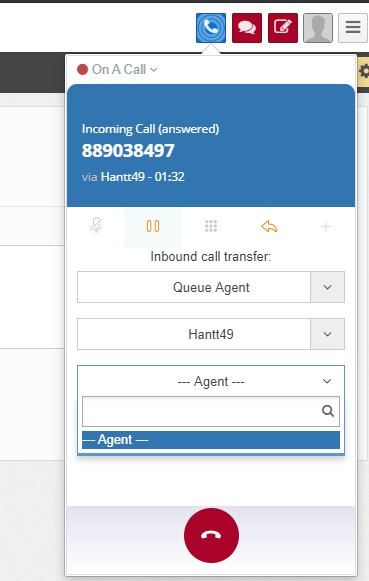 On A Call
Incoming Call (answered)
889038497
via Hantt49 - 01:32
Inbound call transfer:
Queue Agent
Hantt49
--- Agent ---
--- Agent ---